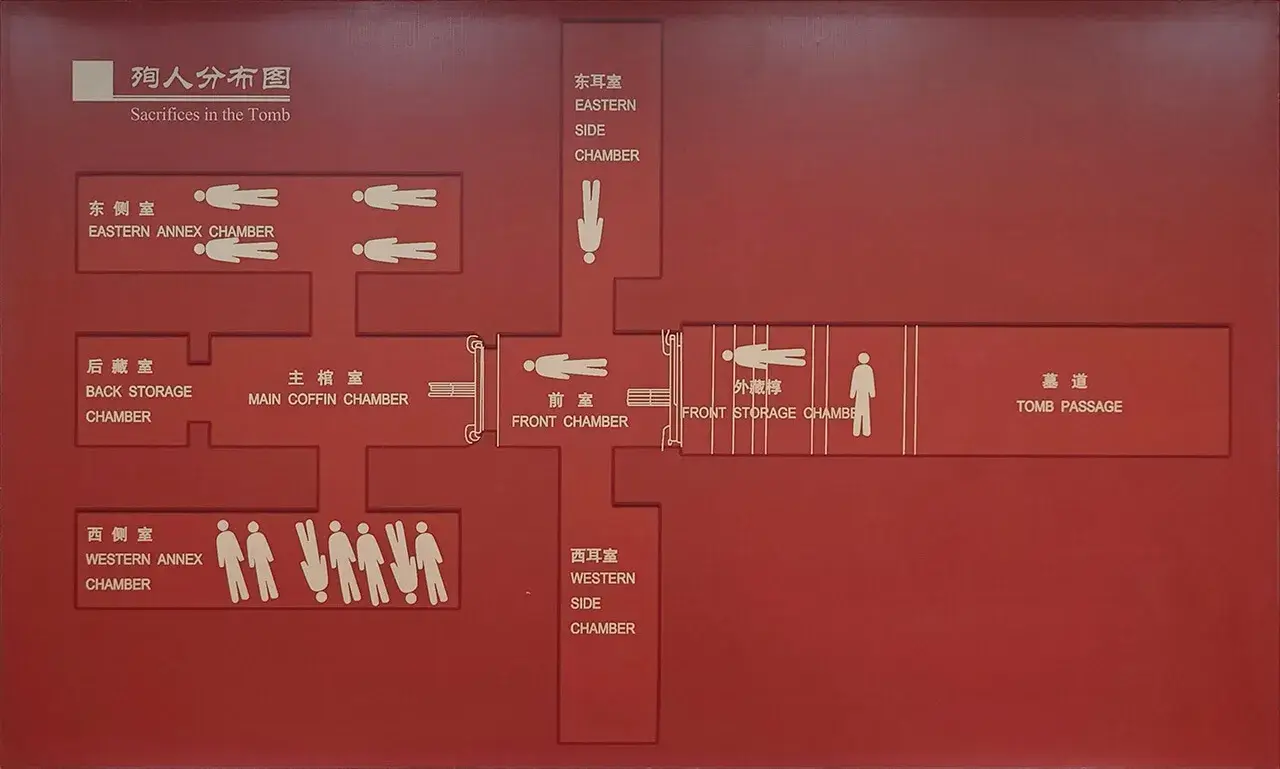 殉人分布图
Sacrifices in the Tomb
东耳室
EASTERN
SIDE
CHAMBER
东侧室
EASTERN ANNEX CHAMBER
后藏室
BACK STORAGE
CHAMBER
主棺室
MAIN COFFIN CHAMBER
前室
FRONT CHAMBER
外藏椁
FRONT STORAGE CHAMBE
墓道
TOMB PASSAGE
西侧室
WESTERN ANNEX
CHAMBER
西耳室
WESTERN
SIDE
CHAMBER